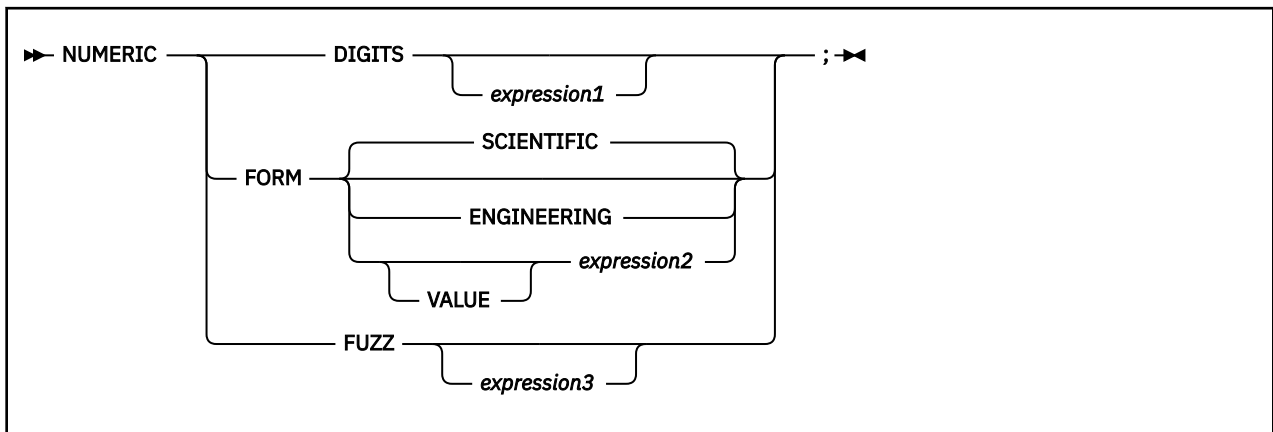 NUMERIC DIGITS ;
expression1
SCIENTIFIC
FORM
ENGINEERING
expression2
VALUE
FUZZ
expression3